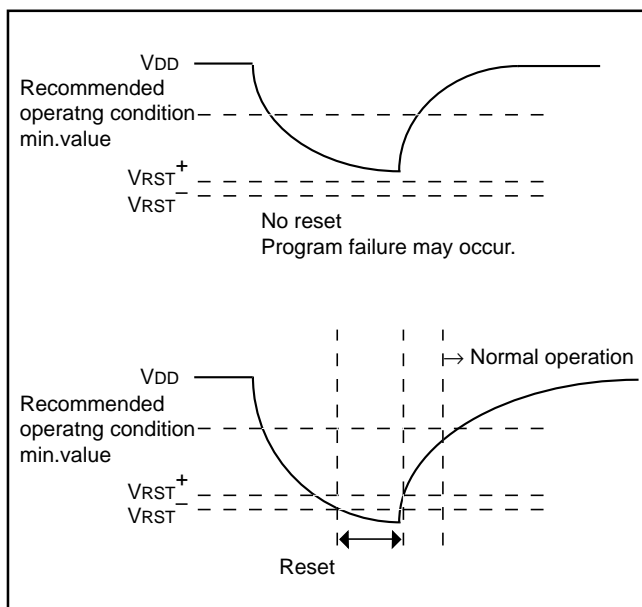 VDD
Recommended
operatng condition
min.value
VRST+
VRST–
No reset
Program failure may occur.
→ Normal operation
VDD
Recommended
operatng condition
min.value
VRST+
VRST–
Reset